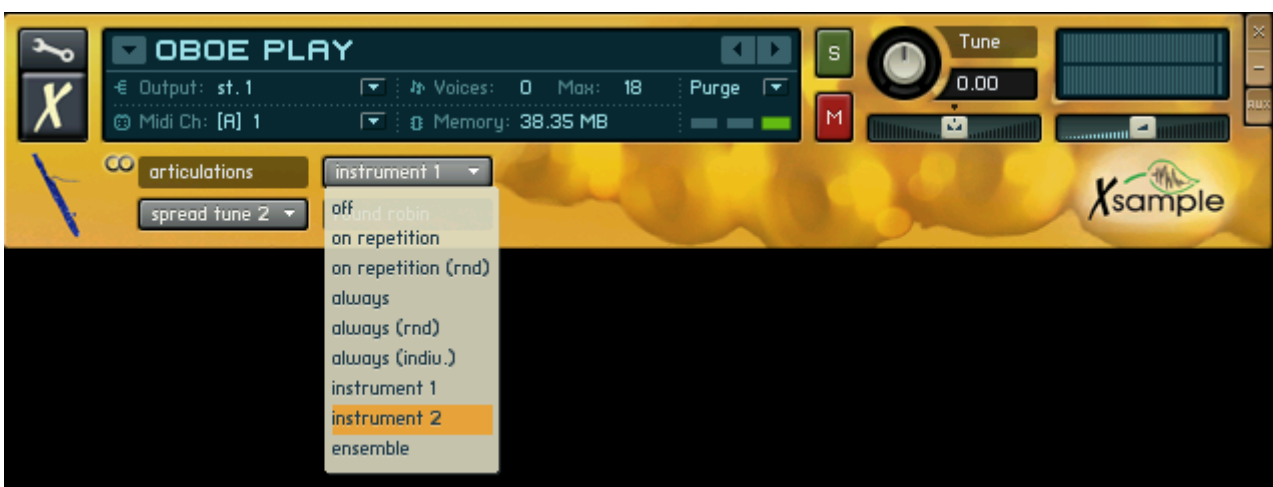 OBOE PLAY
S
Tune
×
–
Output: st. 1
Voices: 0 Max: 18
Purge
0.00
AUX
Midi Ch: [A] 1
Memory: 38.35 MB
M
X
articulations
instrument 1
spread tune 2
round robin
Xsample
off
on repetition
on repetition (rnd)
always
always (rnd)
always (indiv.)
instrument 1
instrument 2
ensemble